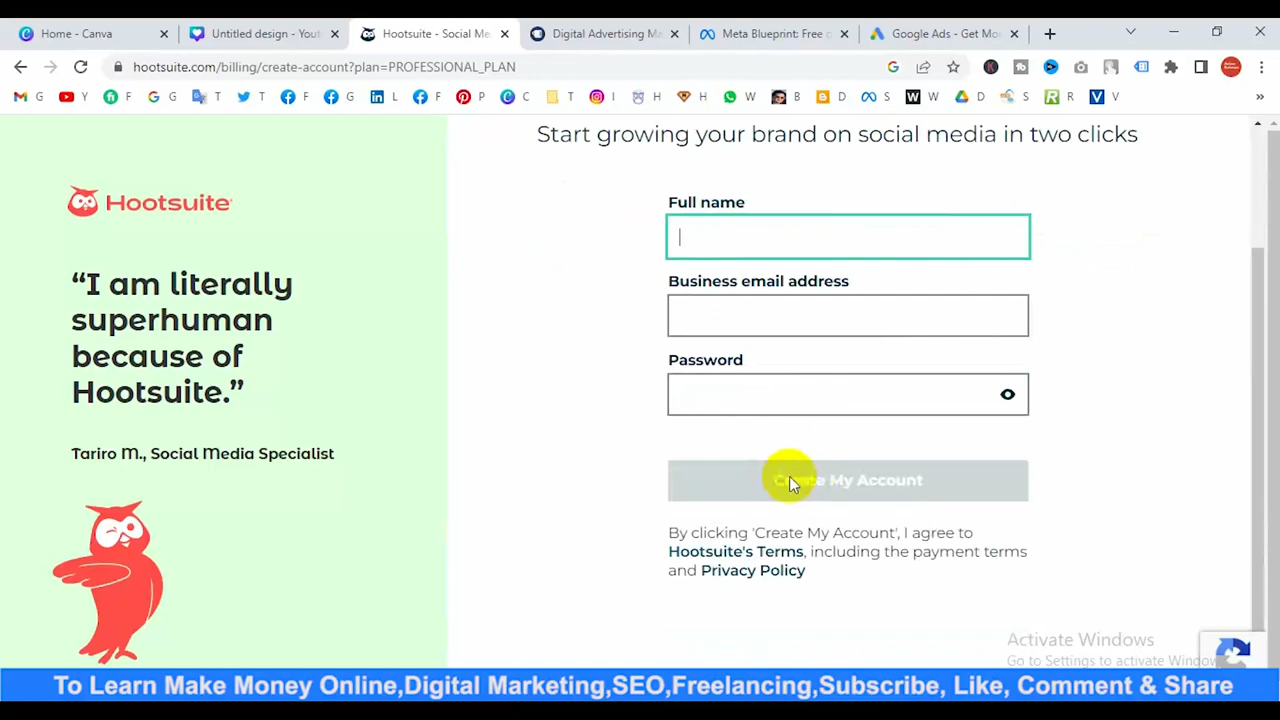 Home - Canva
Untitled design - Yout
Hootsuite - Social Me
Digital Advertising Ma
Meta Blueprint: Free o
Google Ads - Get Mo
hootsuite.com/billing/create-account?plan=PROFESSIONAL_PLAN
G Y F G T T F F L F P C T I H H W B D S W D S R V
Start growing your brand on social media in two clicks
Hootsuite
“I am literally
superhuman
because of
Hootsuite.”
Tariro M., Social Media Specialist
Full name
Business email address
Password
Create My Account
By clicking 'Create My Account', I agree to
Hootsuite's Terms, including the payment terms
and Privacy Policy
Activate Windows
Go to Settings to activate Windows
To Learn Make Money Online,Digital Marketing,SEO,Freelancing,Subscribe, Like, Comment & Share